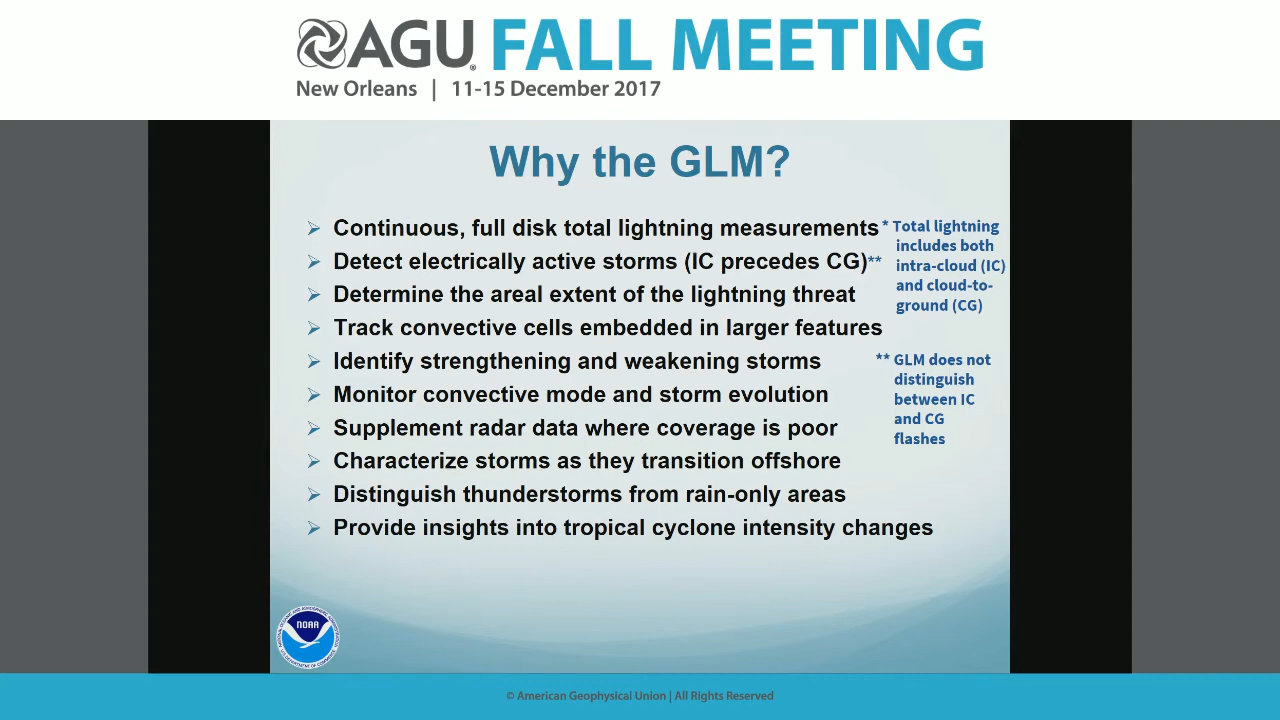 AGU FALL MEETING
New Orleans | 11-15 December 2017
Why the GLM?
Continuous, full disk total lightning measurements
Detect electrically active storms (IC precedes CG)**
Determine the areal extent of the lightning threat
Track convective cells embedded in larger features
Identify strengthening and weakening storms
Monitor convective mode and storm evolution
Supplement radar data where coverage is poor
Characterize storms as they transition offshore
Distinguish thunderstorms from rain-only areas
Provide insights into tropical cyclone intensity changes
* Total lightning
includes both
intra-cloud (IC)
and cloud-to-
ground (CG)
** GLM does not
distinguish
between IC
and CG
flashes
NOAA
© American Geophysical Union | All Rights Reserved